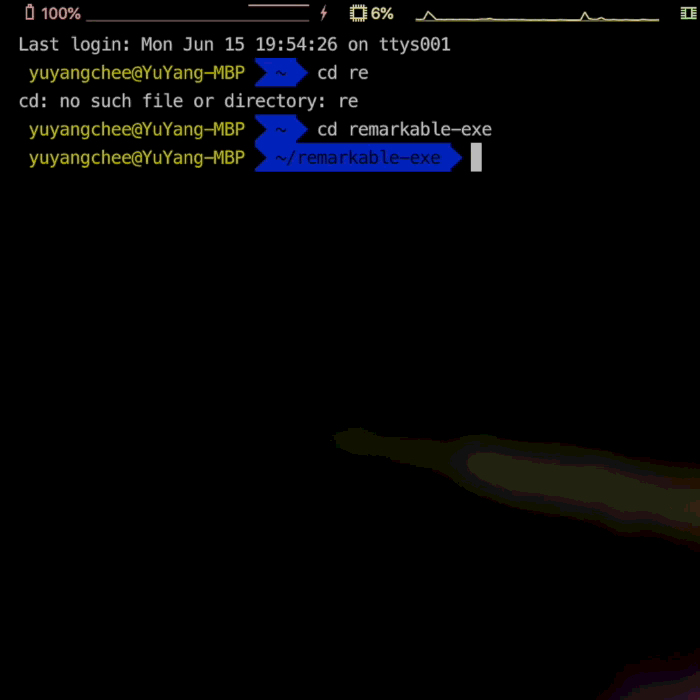 100% 6%
Last login: Mon Jun 15 19:54:26 on ttys001
yuyangchee@YuYang-MBP ~ cd re
cd: no such file or directory: re
yuyangchee@YuYang-MBP ~ cd remarkable-exe
yuyangchee@YuYang-MBP ~/remarkable-exe